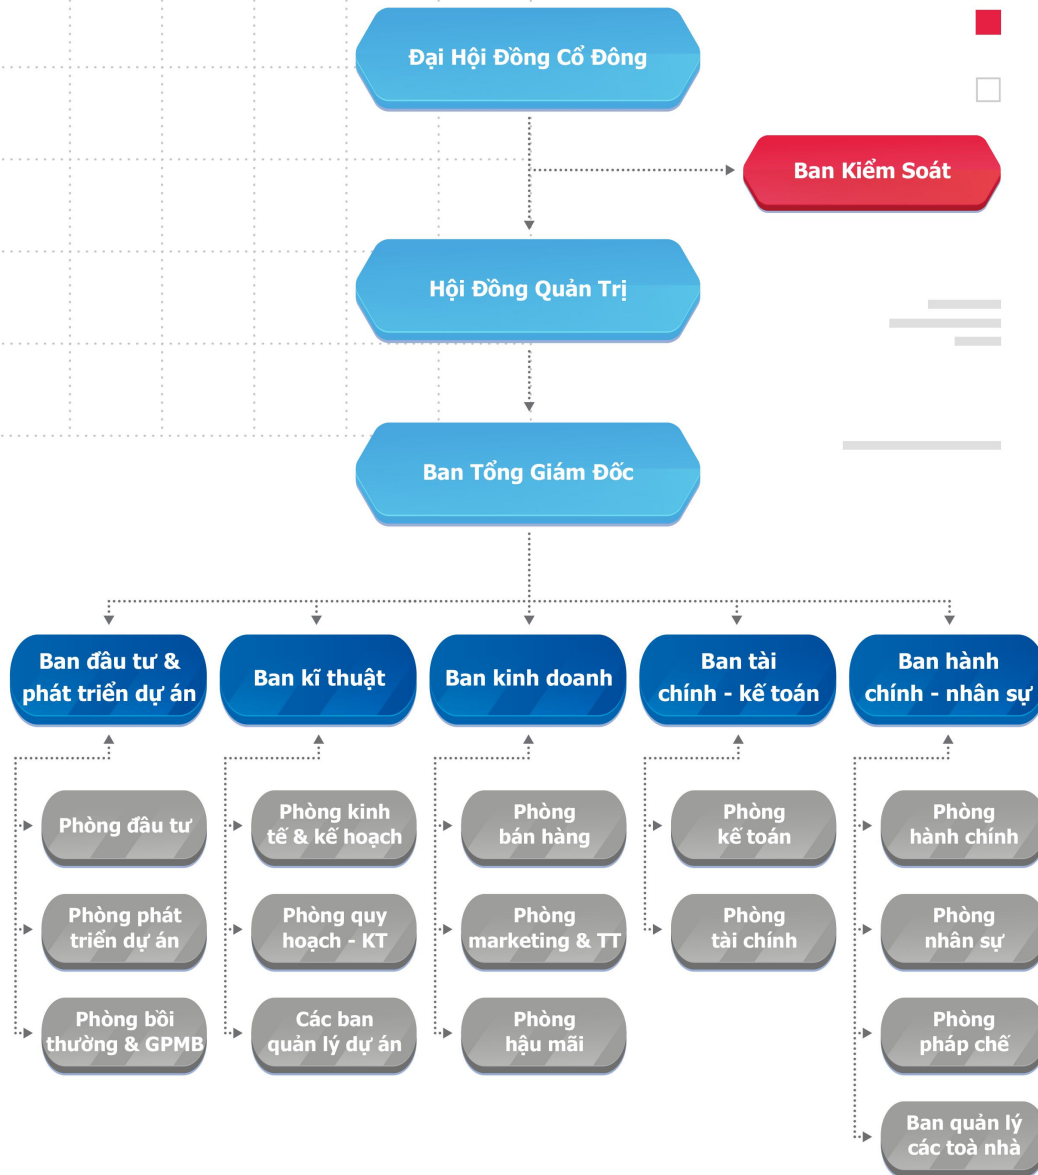 Đại Hội Đồng Cổ Đông
Ban Kiểm Soát
Hội Đồng Quản Trị
Ban Tổng Giám Đốc
Ban đầu tư &
phát triển dự án
Ban kĩ thuật
Ban kinh doanh
Ban tài
chính - kế toán
Ban hành
chính - nhân sự
Phòng đầu tư
Phòng phát
triển dự án
Phòng bồi
thường & GPMB
Phòng kinh
tế & kế hoạch
Phòng quy
hoạch - KT
Các ban
quản lý dự án
Phòng
bán hàng
Phòng
marketing & TT
Phòng
hậu mãi
Phòng
kế toán
Phòng
tài chính
Phòng
hành chính
Phòng
nhân sự
Phòng
pháp chế
Ban quản lý
các toà nhà